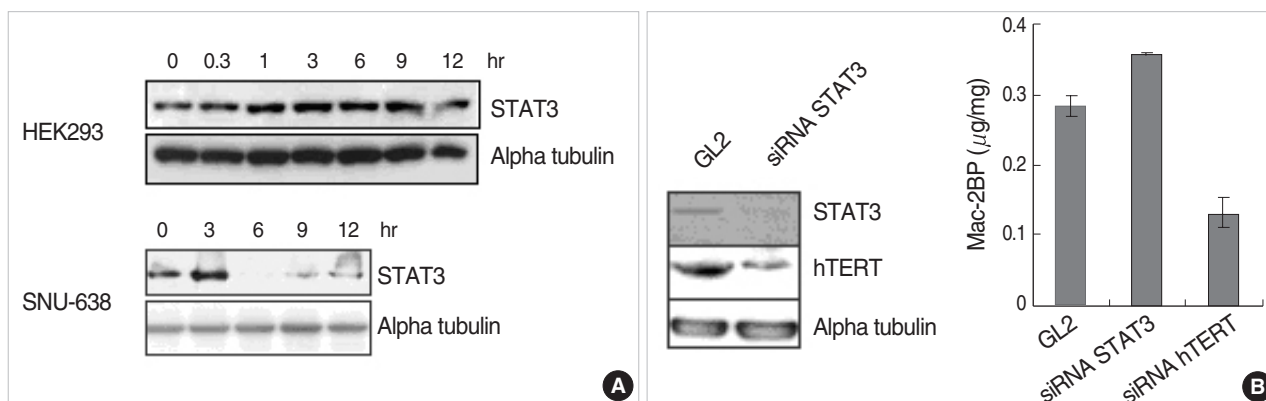 0 0.3 1 3 6 9 12 hr
HEK293
STAT3
Alpha tubulin
0 3 6 9 12 hr
SNU-638
STAT3
Alpha tubulin
A
GL2
siRNA STAT3
STAT3
hTERT
Alpha tubulin
Mac-2BP (μg/mg)
0.4
0.3
0.2
0.1
0
GL2
siRNA STAT3
siRNA hTERT
B